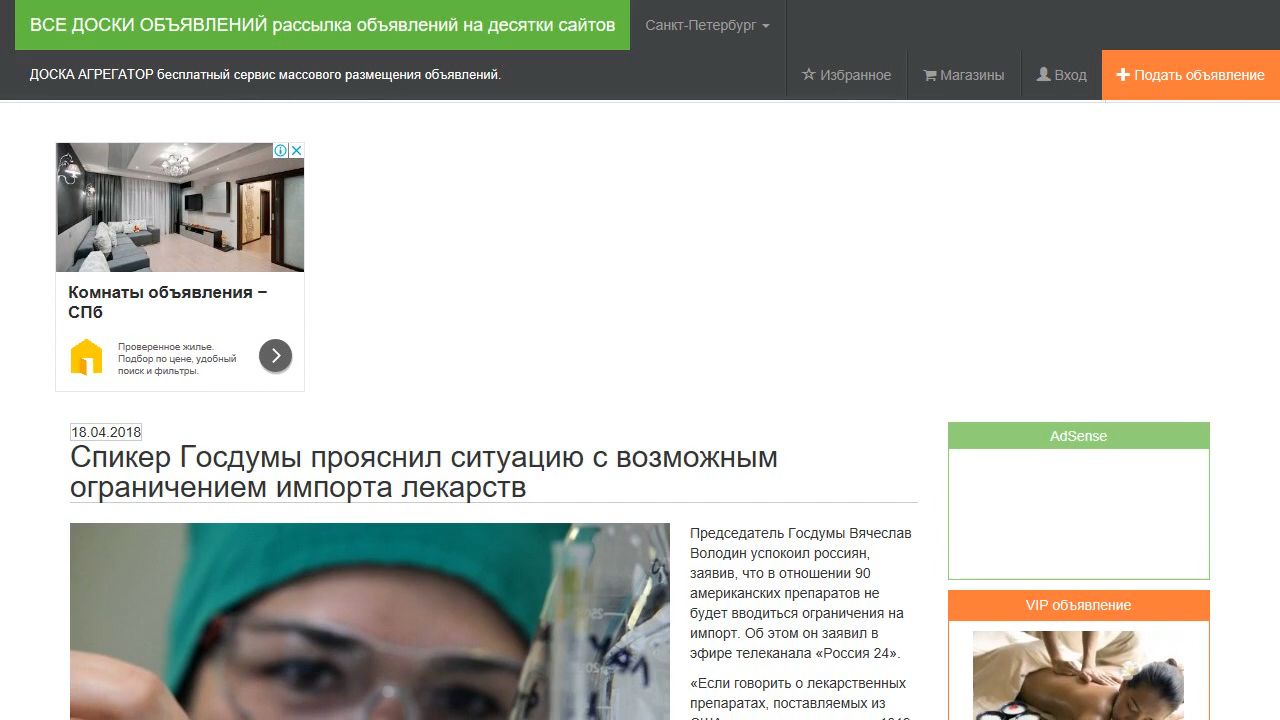 ВСЕ ДОСКИ ОБЪЯВЛЕНИЙ рассылка объявлений на десятки сайтов
Санкт-Петербург
ДОСКА АГРЕГАТОР бесплатный сервис массового размещения объявлений.
Избранное
Магазины
Вход
Подать объявление
Комнаты объявления –
СПб
Проверенное жилье.
Подбор по цене, удобный
поиск и фильтры.
18.04.2018
Спикер Госдумы прояснил ситуацию с возможным
ограничением импорта лекарств
Председатель Госдумы Вячеслав
Володин успокоил россиян,
заявив, что в отношении 90
американских препаратов не
будет вводиться ограничения на
импорт. Об этом он заявил в
эфире телеканала «Россия 24».
«Если говорить о лекарственных
препаратах, поставляемых из
AdSense
VIP объявление